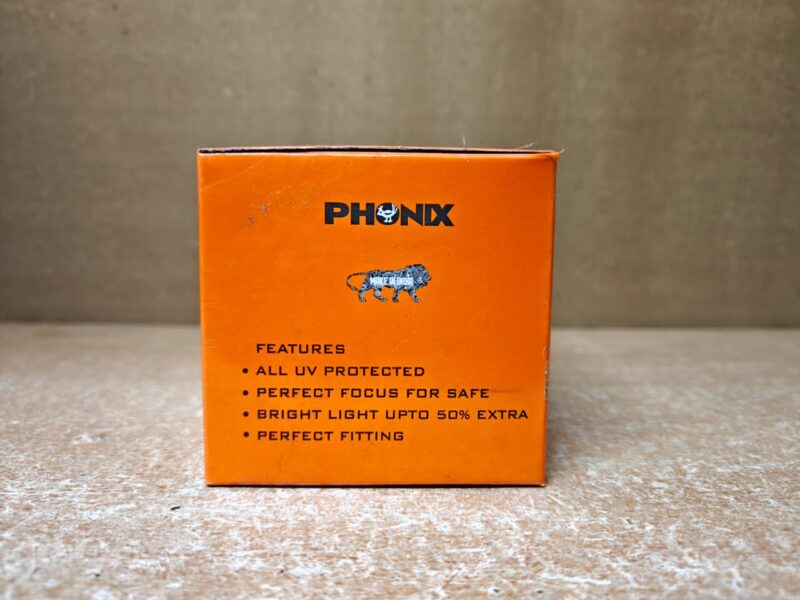 PHONIX
MAKE IN INDIA
FEATURES
• ALL UV PROTECTED
• PERFECT FOCUS FOR SAFE
• BRIGHT LIGHT UPTO 50% EXTRA
• PERFECT FITTING